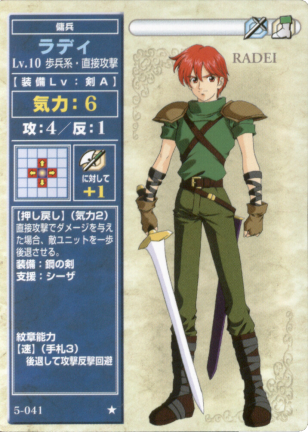 傭兵
ラディ
Lv.10 歩兵系・直接攻撃
【装備Lv：剣A】
気力：6
攻：4／反：1
に対して
+1
【押し戻し】（気力2）
直接攻撃でダメージを与え
た場合、敵ユニットを一歩
後退させる。
装備：鋼の剣
支援：シーザ
紋章能力
【速】（手札3）
後退して攻撃反撃回避
5-041 ★
RADEI